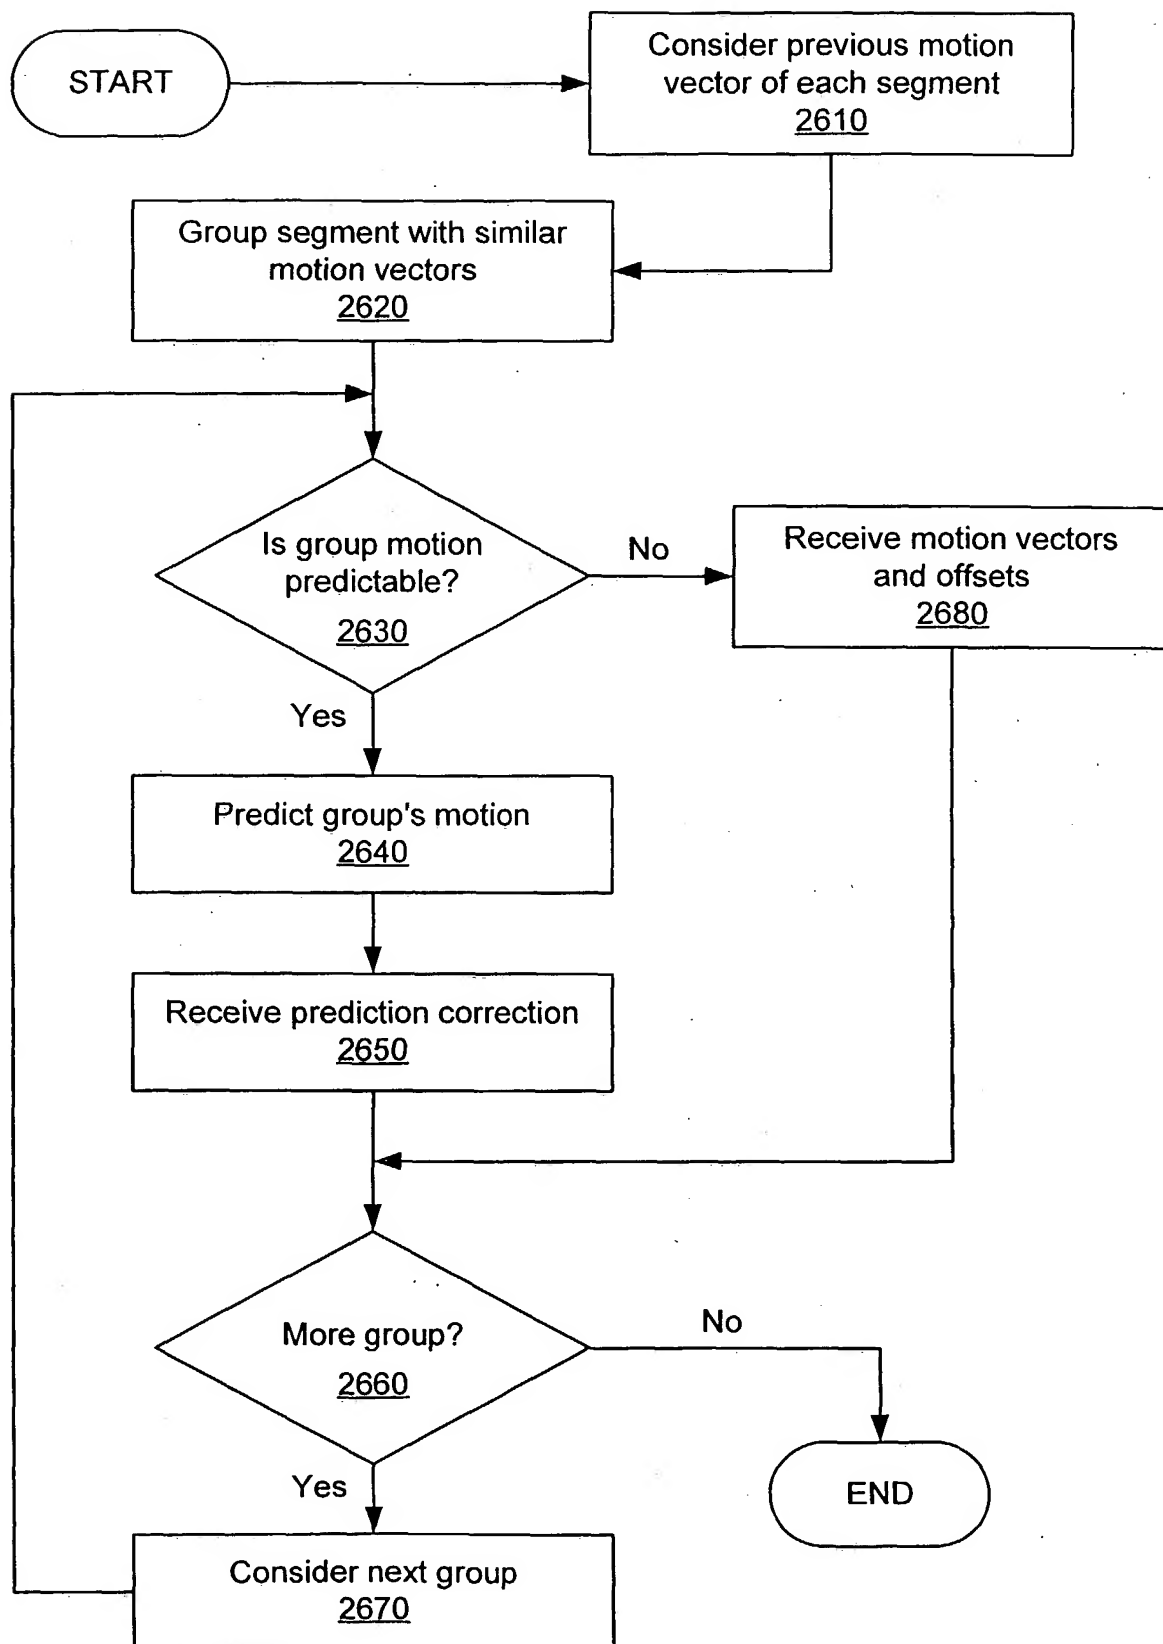 START
Consider previous motion
vector of each segment
2610
Group segment with similar
motion vectors
2620
Is group motion
predictable?
2630
No
Receive motion vectors
and offsets
2680
Yes
Predict group's motion
2640
Receive prediction correction
2650
More group?
2660
No
Yes
END
Consider next group
2670